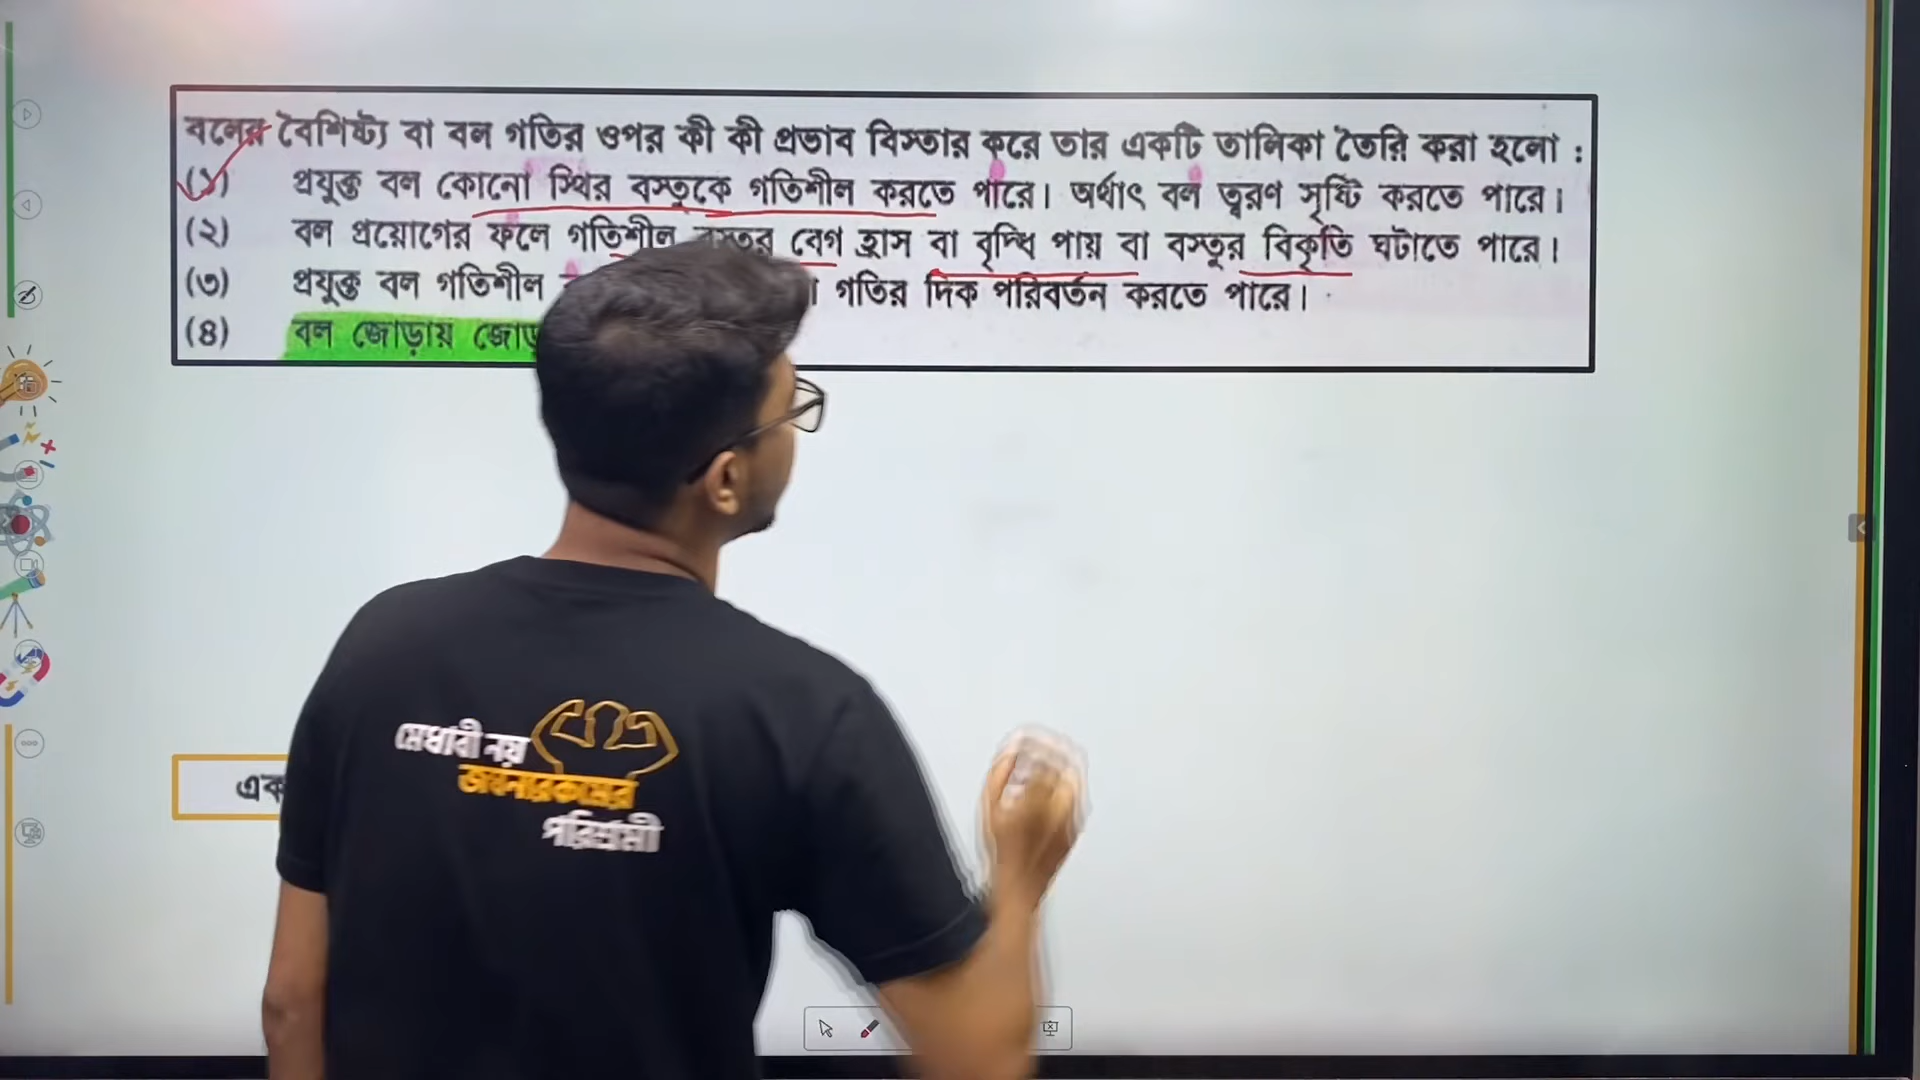 বলের বৈশিষ্ট্য বা বল গতির ওপর কী কী প্রভাব বিস্তার করে তার একটি তালিকা তৈরি করা হলো :
(১) প্রযুক্ত বল কোনো স্থির বস্তুকে গতিশীল করতে পারে। অর্থাৎ বল ত্বরণ সৃষ্টি করতে পারে।
(২) বল প্রয়োগের ফলে গতিশীল বস্তুর বেগ হ্রাস বা বৃদ্ধি পায় বা বস্তুর বিকৃতি ঘটাতে পারে।
(৩) প্রযুক্ত বল গতিশীল গতির দিক পরিবর্তন করতে পারে।
(৪) বল জোড়ায়
মেধাবী নয়
পরিশ্রমী